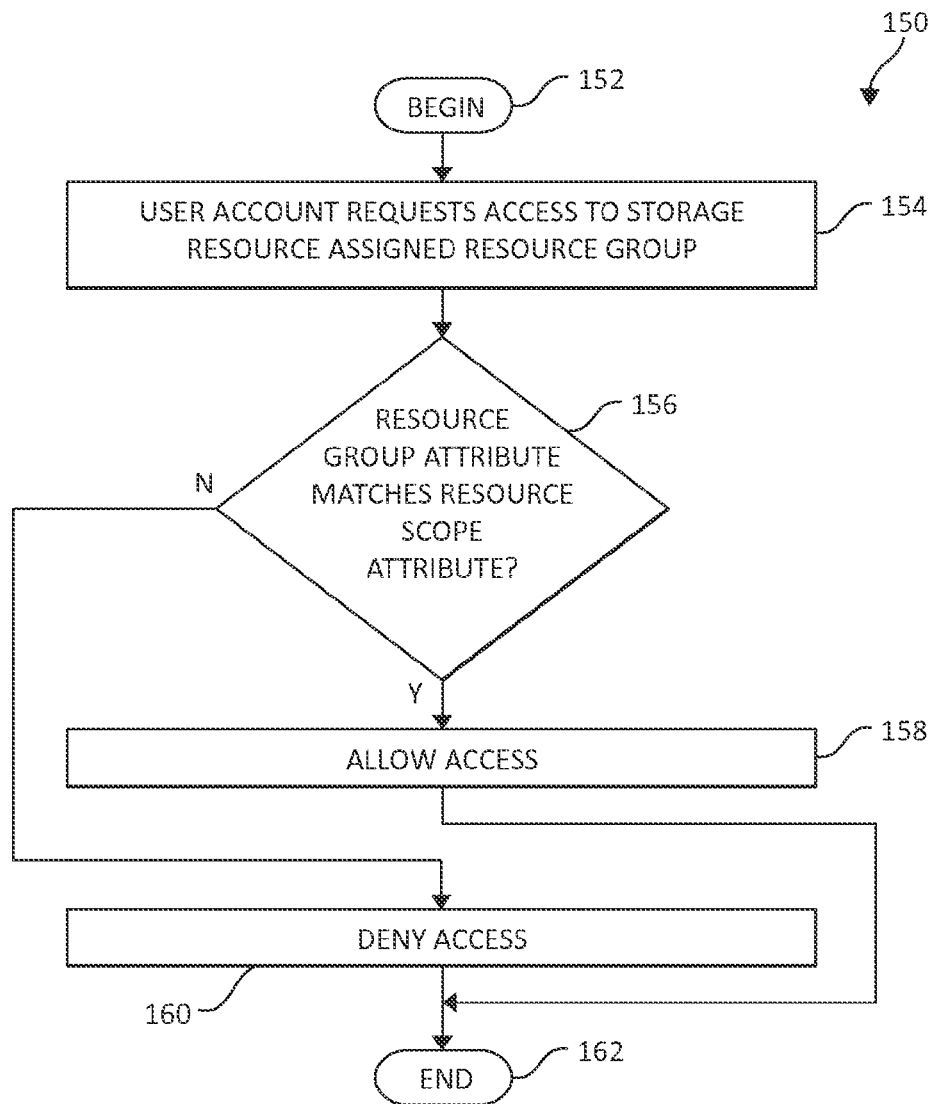 150
BEGIN
152
USER ACCOUNT REQUESTS ACCESS TO STORAGE
RESOURCE ASSIGNED RESOURCE GROUP
154
RESOURCE
GROUP ATTRIBUTE
MATCHES RESOURCE
SCOPE
ATTRIBUTE?
156
N
Y
ALLOW ACCESS
158
DENY ACCESS
160
END
162